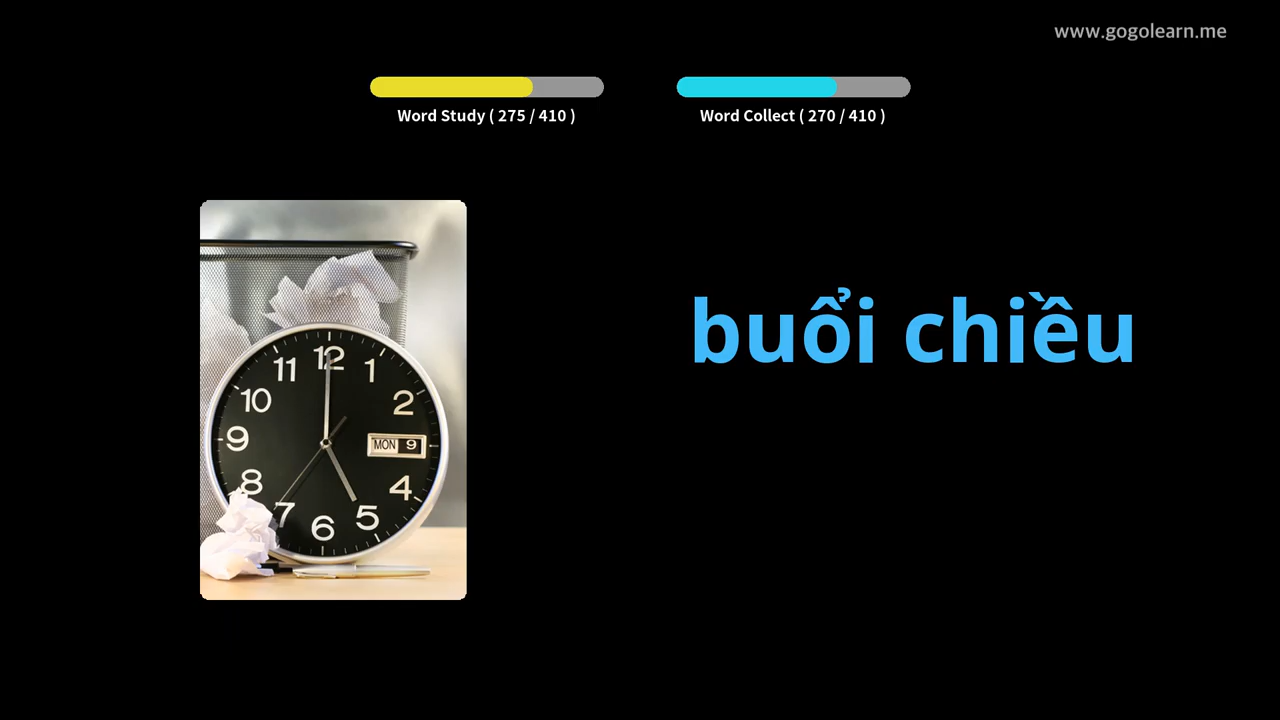 www.gogolearn.me
Word Study ( 275 / 410 )
Word Collect ( 270 / 410 )
buổi chiều
12
11
1
10
2
9
MON 9
8
4
7
5
6